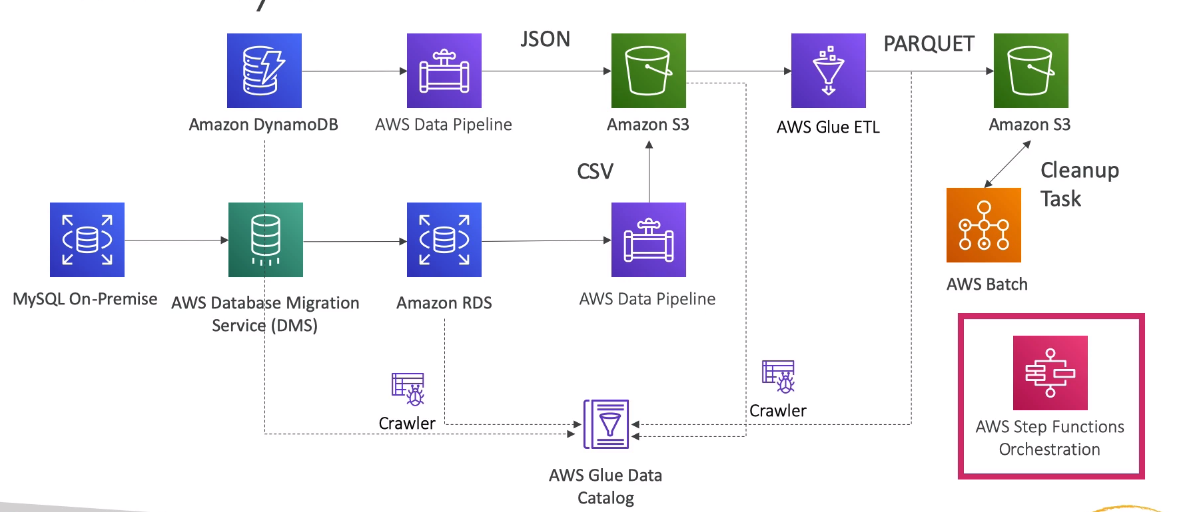 JSON
PARQUET
Amazon DynamoDB
AWS Data Pipeline
Amazon S3
AWS Glue ETL
Amazon S3
CSV
Cleanup
Task
MySQL On-Premise
AWS Database Migration
Service (DMS)
Amazon RDS
AWS Data Pipeline
AWS Batch
Crawler
Crawler
AWS Step Functions
Orchestration
AWS Glue Data
Catalog